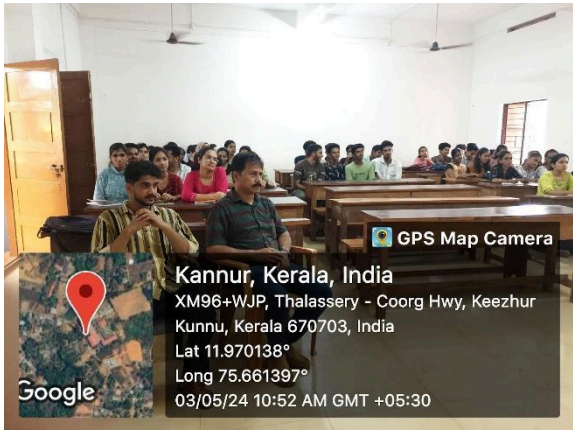 GPS Map Camera
Kannur, Kerala, India
XM96+WJP, Thalassery - Coorg Hwy, Keezhur
Kunnu, Kerala 670703, India
Lat 11.970138°
Long 75.661397°
03/05/24 10:52 AM GMT +05:30
Google